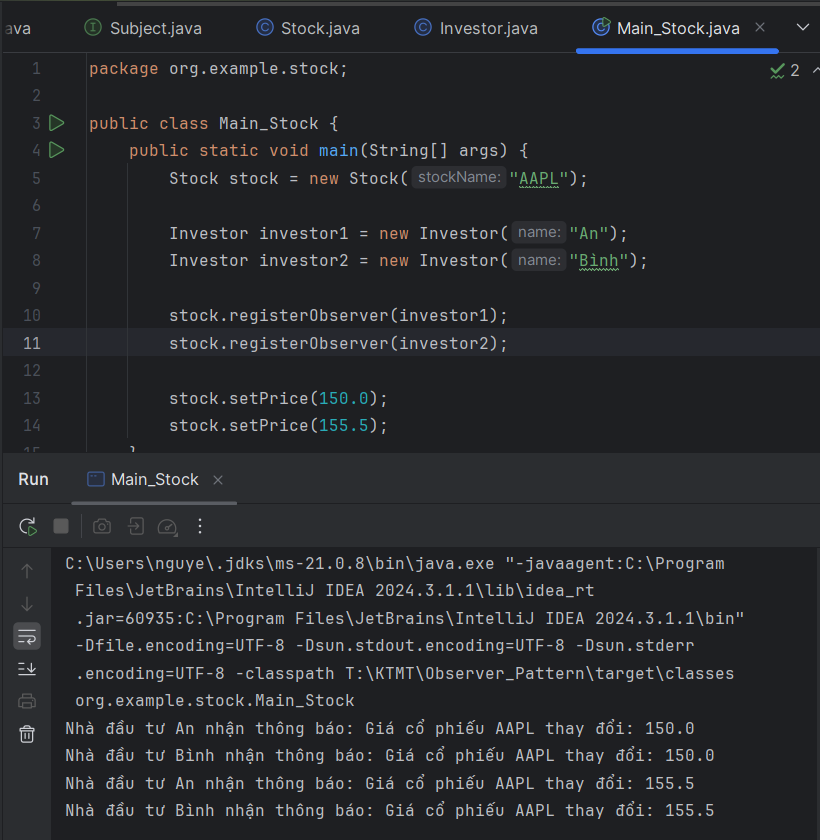 ava
Subject.java
Stock.java
Investor.java
Main_Stock.java
1 package org.example.stock;
2
2
3 public class Main_Stock {
4 public static void main(String[] args) {
5 Stock stock = new Stock( stockName: "AAPL");
6
7 Investor investor1 = new Investor( name: "An");
8 Investor investor2 = new Investor( name: "Bình");
9
10 stock.registerObserver(investor1);
11 stock.registerObserver(investor2);
12
13 stock.setPrice(150.0);
14 stock.setPrice(155.5);
15 }
Run
Main_Stock
C:\Users\nguye\.jdks\ms-21.0.8\bin\java.exe "-javaagent:C:\Program
Files\JetBrains\IntelliJ IDEA 2024.3.1.1\lib\idea_rt
.jar=60935:C:\Program Files\JetBrains\IntelliJ IDEA 2024.3.1.1\bin"
-Dfile.encoding=UTF-8 -Dsun.stdout.encoding=UTF-8 -Dsun.stderr
.encoding=UTF-8 -classpath T:\KTMT\Observer_Pattern\target\classes
org.example.stock.Main_Stock
Nhà đầu tư An nhận thông báo: Giá cổ phiếu AAPL thay đổi: 150.0
Nhà đầu tư Bình nhận thông báo: Giá cổ phiếu AAPL thay đổi: 150.0
Nhà đầu tư An nhận thông báo: Giá cổ phiếu AAPL thay đổi: 155.5
Nhà đầu tư Bình nhận thông báo: Giá cổ phiếu AAPL thay đổi: 155.5